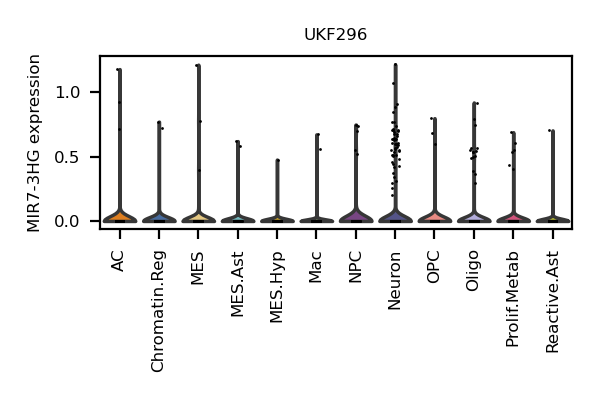 UKF296
MIR7-3HG expression
1.0
0.5
0.0
AC
Chromatin.Reg
MES
MES.Ast
MES.Hyp
Mac
NPC
Neuron
OPC
Oligo
Prolif.Metab
Reactive.Ast